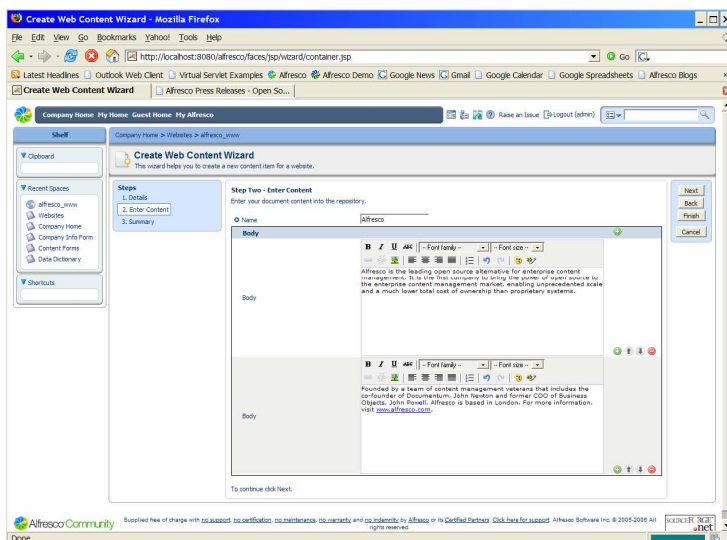 Create Web Content Wizard - Mozilla Firefox
File Edit View Go Bookmarks Yahoo! Tools Help
http://localhost:8080/alfresco/faces/jsp/wizard/container.jsp Go
Latest Headlines Outlook Web Client Virtual Servlet Examples Alfresco Alfresco Demo Google News Gmail Google Calendar Google Spreadsheets Alfresco Blogs
Create Web Content Wizard Alfresco Press Releases - Open So...
Company Home My Home Guest Home My Alfresco Raise an Issue Logout (admin)
Shelf
Company Home > Websites > alfresco_www
Clipboard
Recent Spaces
alfresco_www
Websites
Company Home
Company Info Form
Content Forms
Data Dictionary
Shortcuts
Create Web Content Wizard
This wizard helps you to create a new content item for a website.
Steps
1. Details
2. Enter Content
3. Summary
Step Two - Enter Content
Enter your document content into the repository.
Name Alfresco
Body
B I U ABC -- Font family -- -- Font size --
Body
Alfresco is the leading open source alternative for enterprise content
management. It is the first company to bring the power of open source to
the enterprise content management market, enabling unprecedented scale
and a much lower total cost of ownership than proprietary systems.
B I U ABC -- Font family -- -- Font size --
Body
Founded by a team of content management veterans that includes the
co-founder of Documentum, John Newton and former COO of Business
Objects, John Powell. Alfresco is based in London. For more information,
visit www.alfresco.com.
To continue click Next.
Next
Back
Finish
Cancel
Alfresco Community
Supplied free of charge with no support, no certification, no maintenance, no warranty and no indemnity by Alfresco or its Certified Partners. Click here for support. Alfresco Software Inc. © 2005-2006 All
rights reserved.
SOURCEFORGE
.net
Done